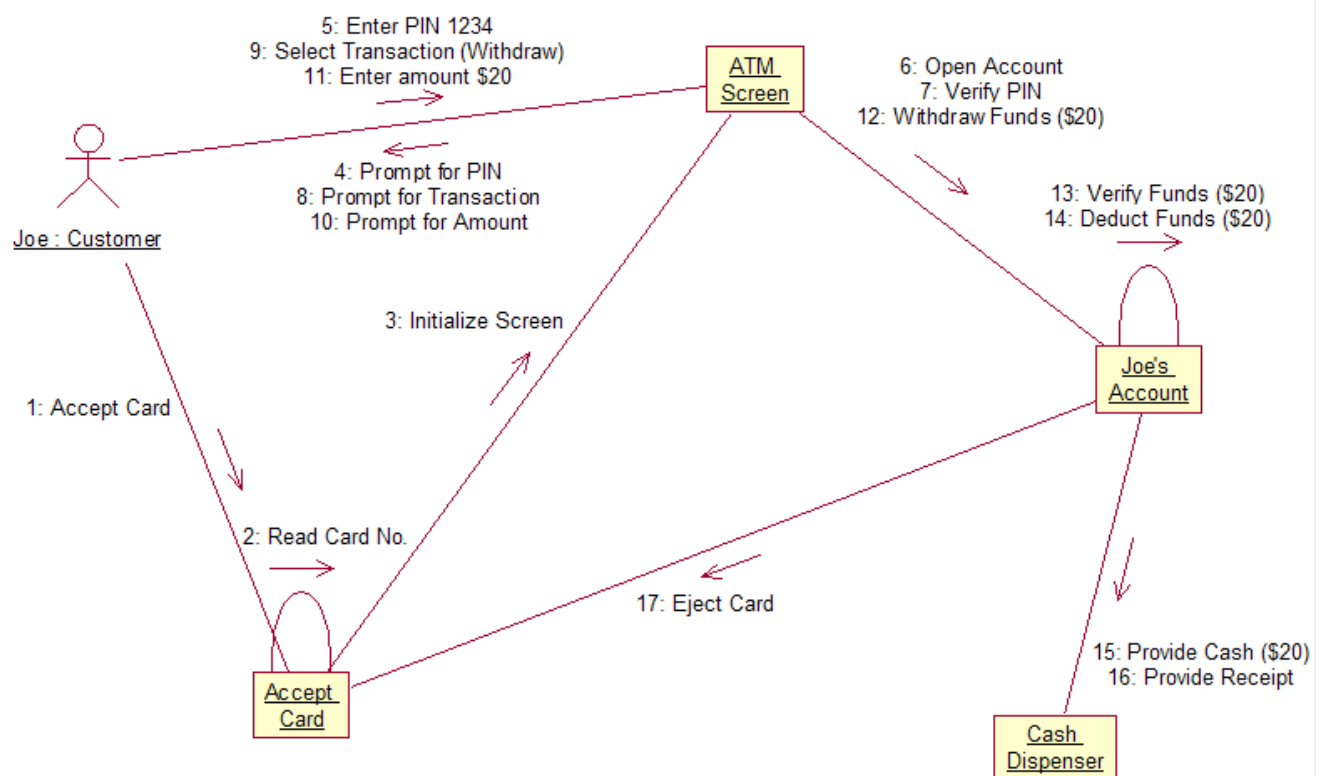 5: Enter PIN 1234
9: Select Transaction (Withdraw)
11: Enter amount $20
ATM
Screen
6: Open Account
7: Verify PIN
12: Withdraw Funds ($20)
4: Prompt for PIN
8: Prompt for Transaction
10: Prompt for Amount
Joe : Customer
13: Verify Funds ($20)
14: Deduct Funds ($20)
3: Initialize Screen
Joe's
Account
1: Accept Card
2: Read Card No.
17: Eject Card
15: Provide Cash ($20)
16: Provide Receipt
Accept
Card
Cash
Dispenser